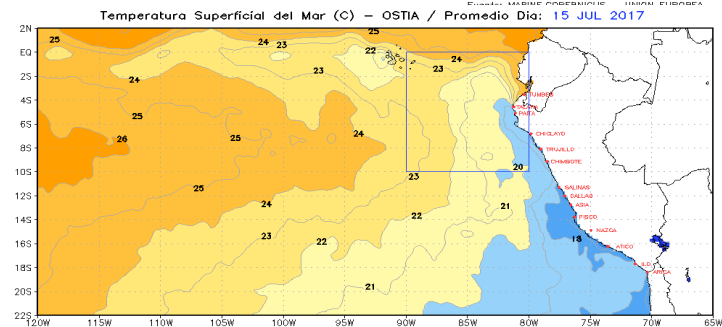 Fuente: MARINE COPERNICUS - UNION EUROPEA
Temperatura Superficial del Mar (C) – OSTIA / Promedio Dia: 15 JUL 2017
EQ
2S
4S
6S
8S
10S
12S
14S
16S
18S
20S
22S
120W 115W 110W 105W 100W 95W 90W 85W 80W 75W 70W 65W
25 24 23 22 25
24 23 23 24
25 24
26 25
25 24 23 20
24 22 21
23 22 18
21
TUMBES
TALARA
PAITA
CHICLAYO
TRUJILLO
CHIMBOTE
SALINAS
CALLAO
ASIA
PISCO
NAZCA
ATICO
ILO
ARICA